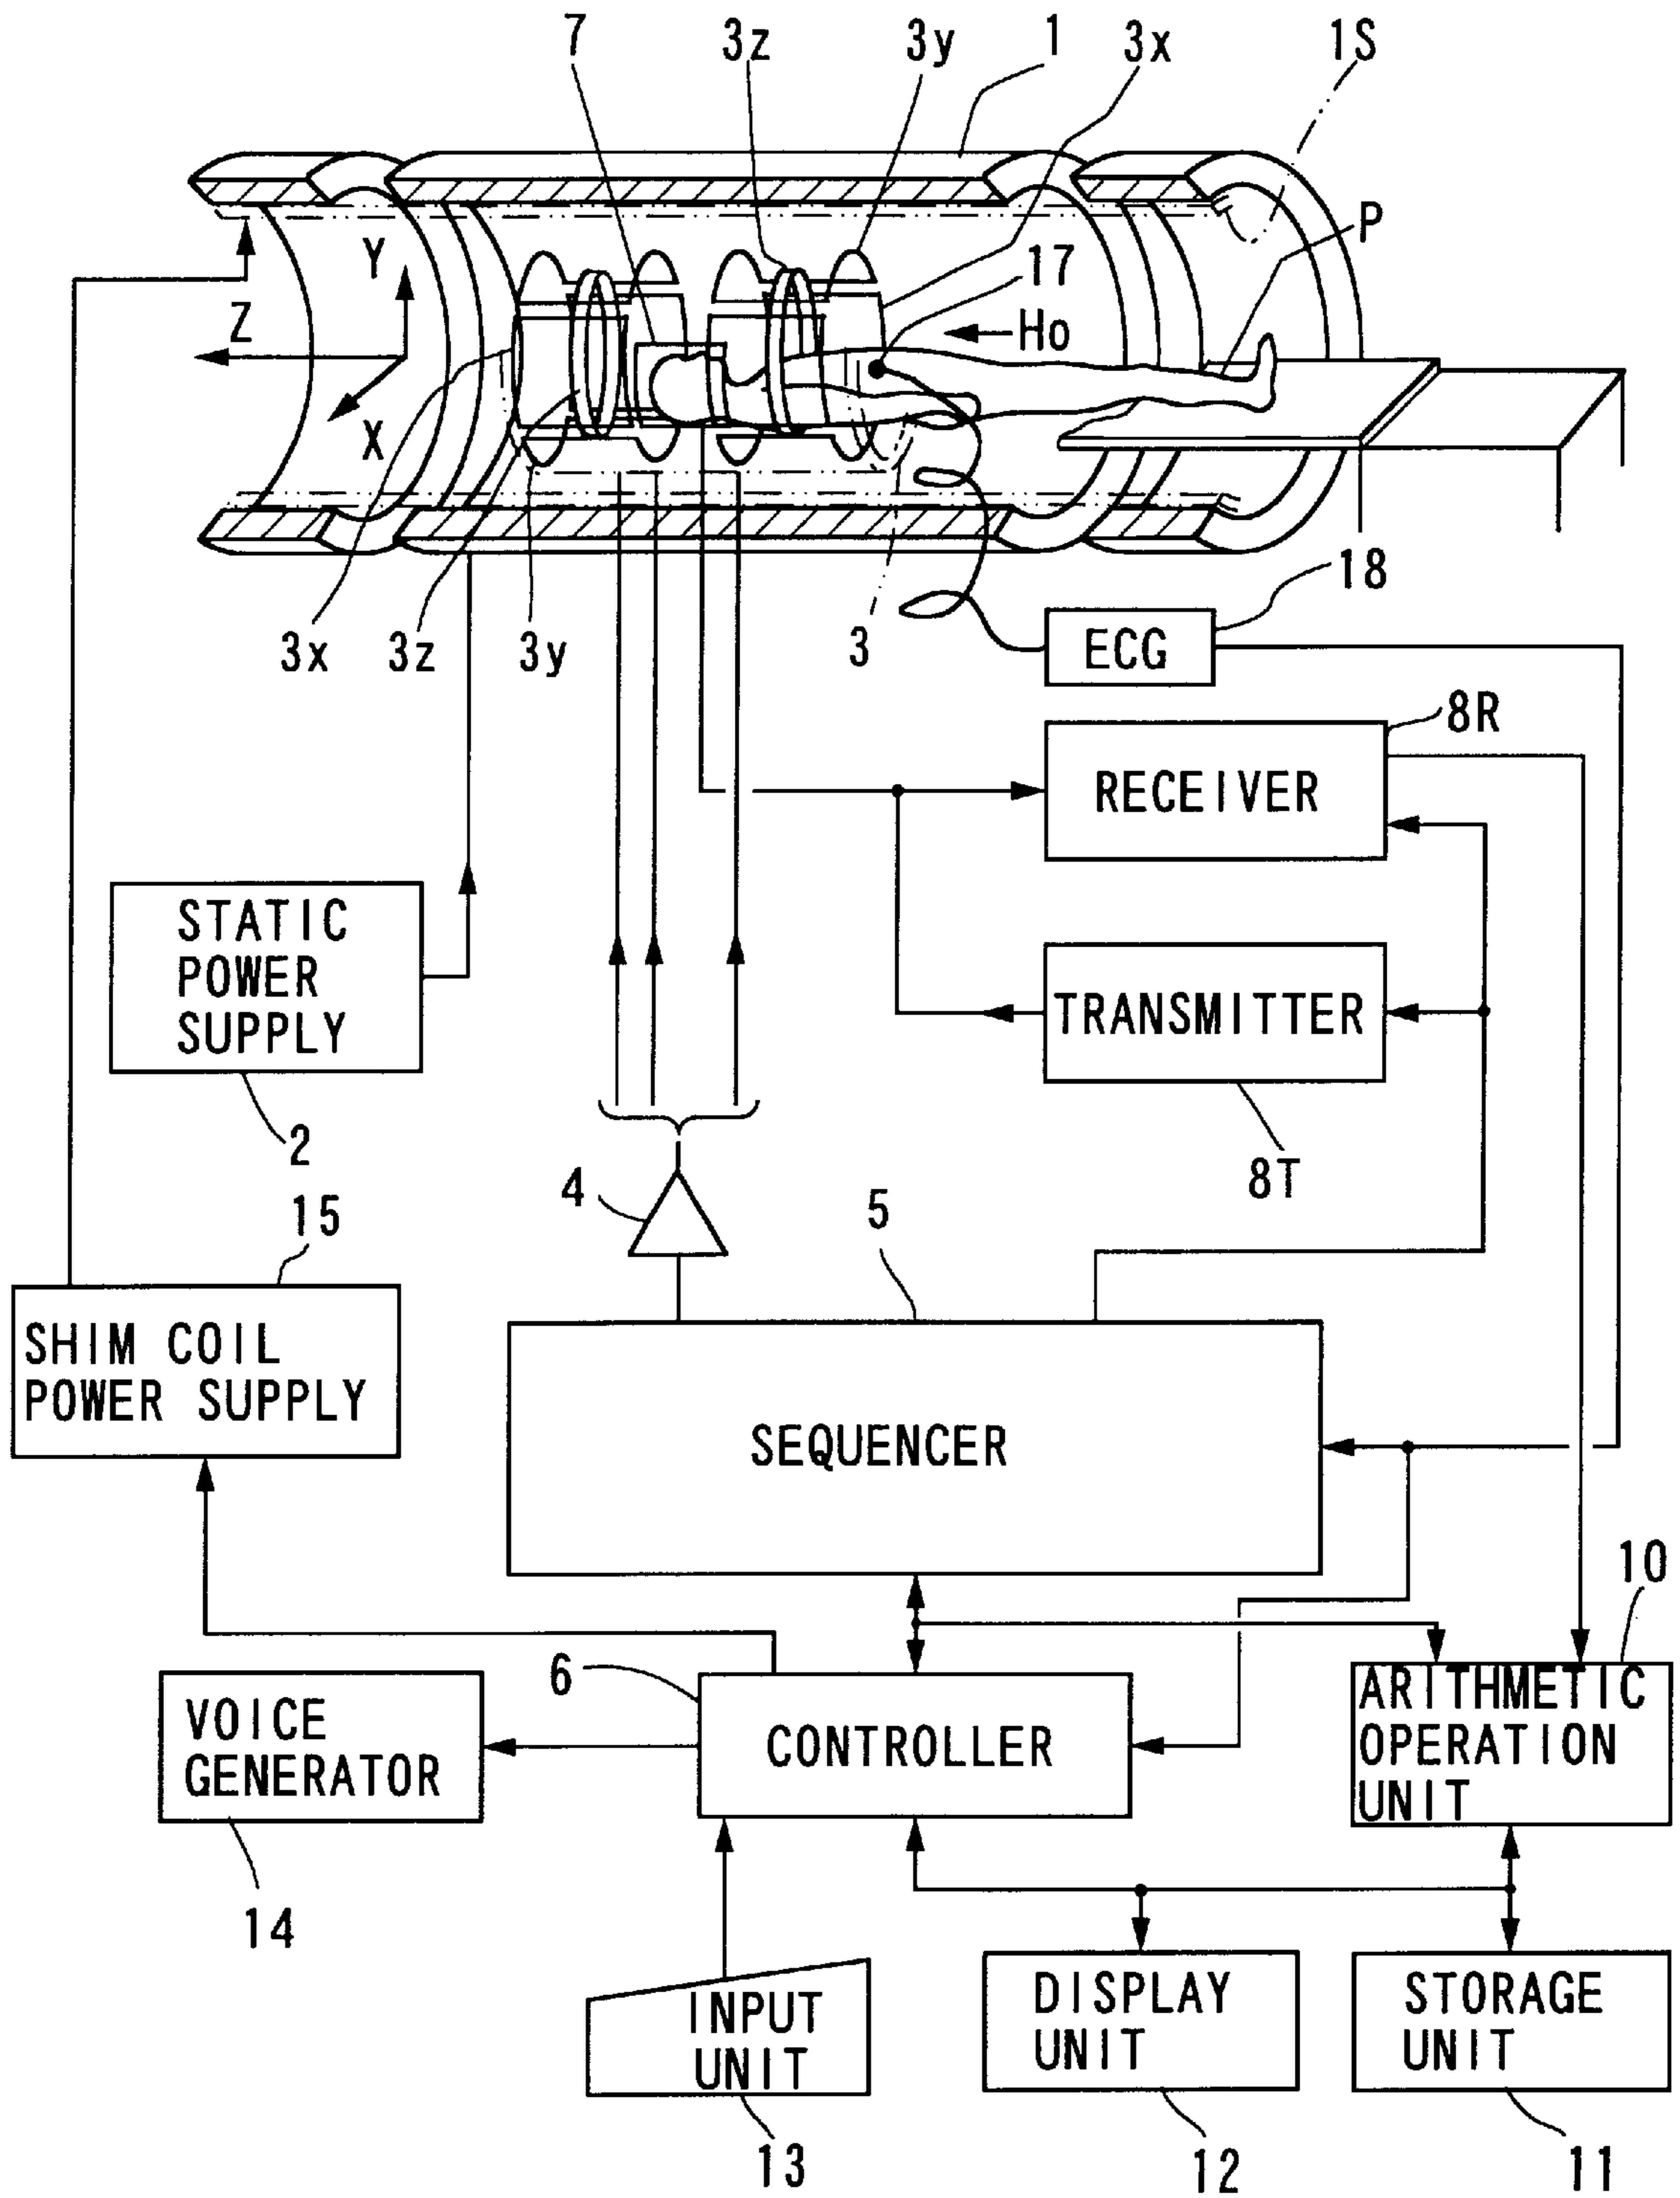 7
3z
3y
1
3x
1S
P
17
Y
Z
Ho
X
18
3x
3z
3y
3
ECG
8R
RECEIVER
STATIC
POWER
SUPPLY
TRANSMITTER
2
8T
4
5
15
SHIM COIL
POWER SUPPLY
SEQUENCER
10
6
VOICE
GENERATOR
CONTROLLER
ARITHMETIC
OPERATION
UNIT
14
INPUT
UNIT
DISPLAY
UNIT
STORAGE
UNIT
13
12
11